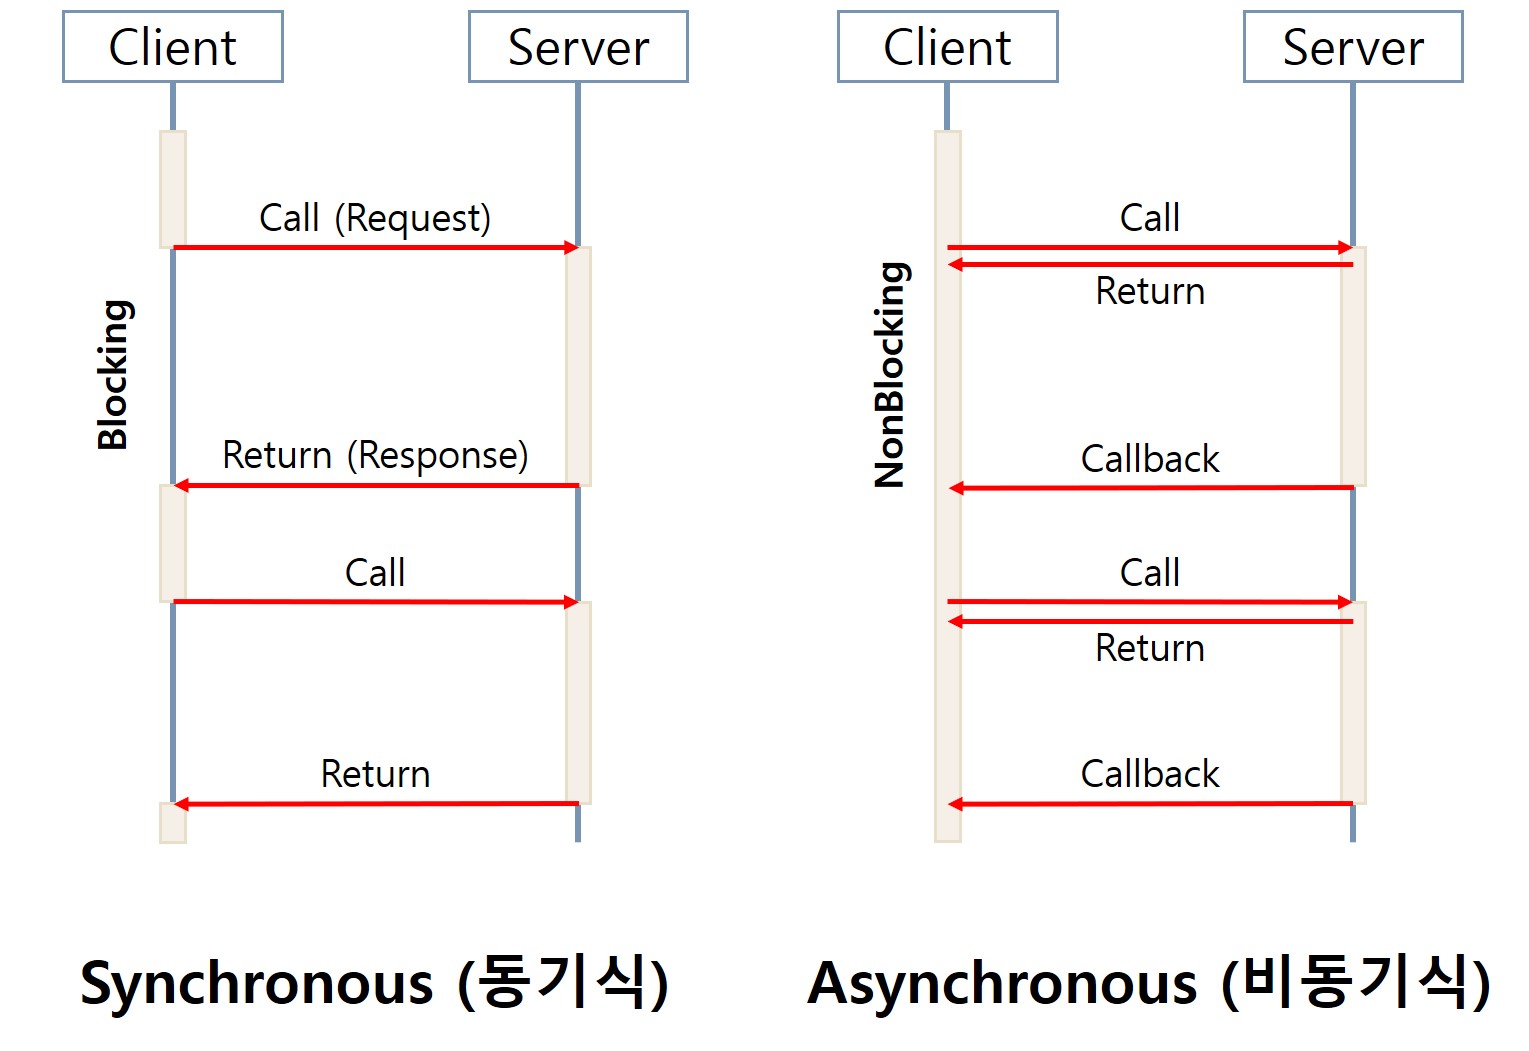 Client
Server
Call (Request)
Blocking
Return (Response)
Call
Return
Synchronous (동기식)
Client
Server
Call
Return
NonBlocking
Callback
Call
Return
Callback
Asynchronous (비동기식)